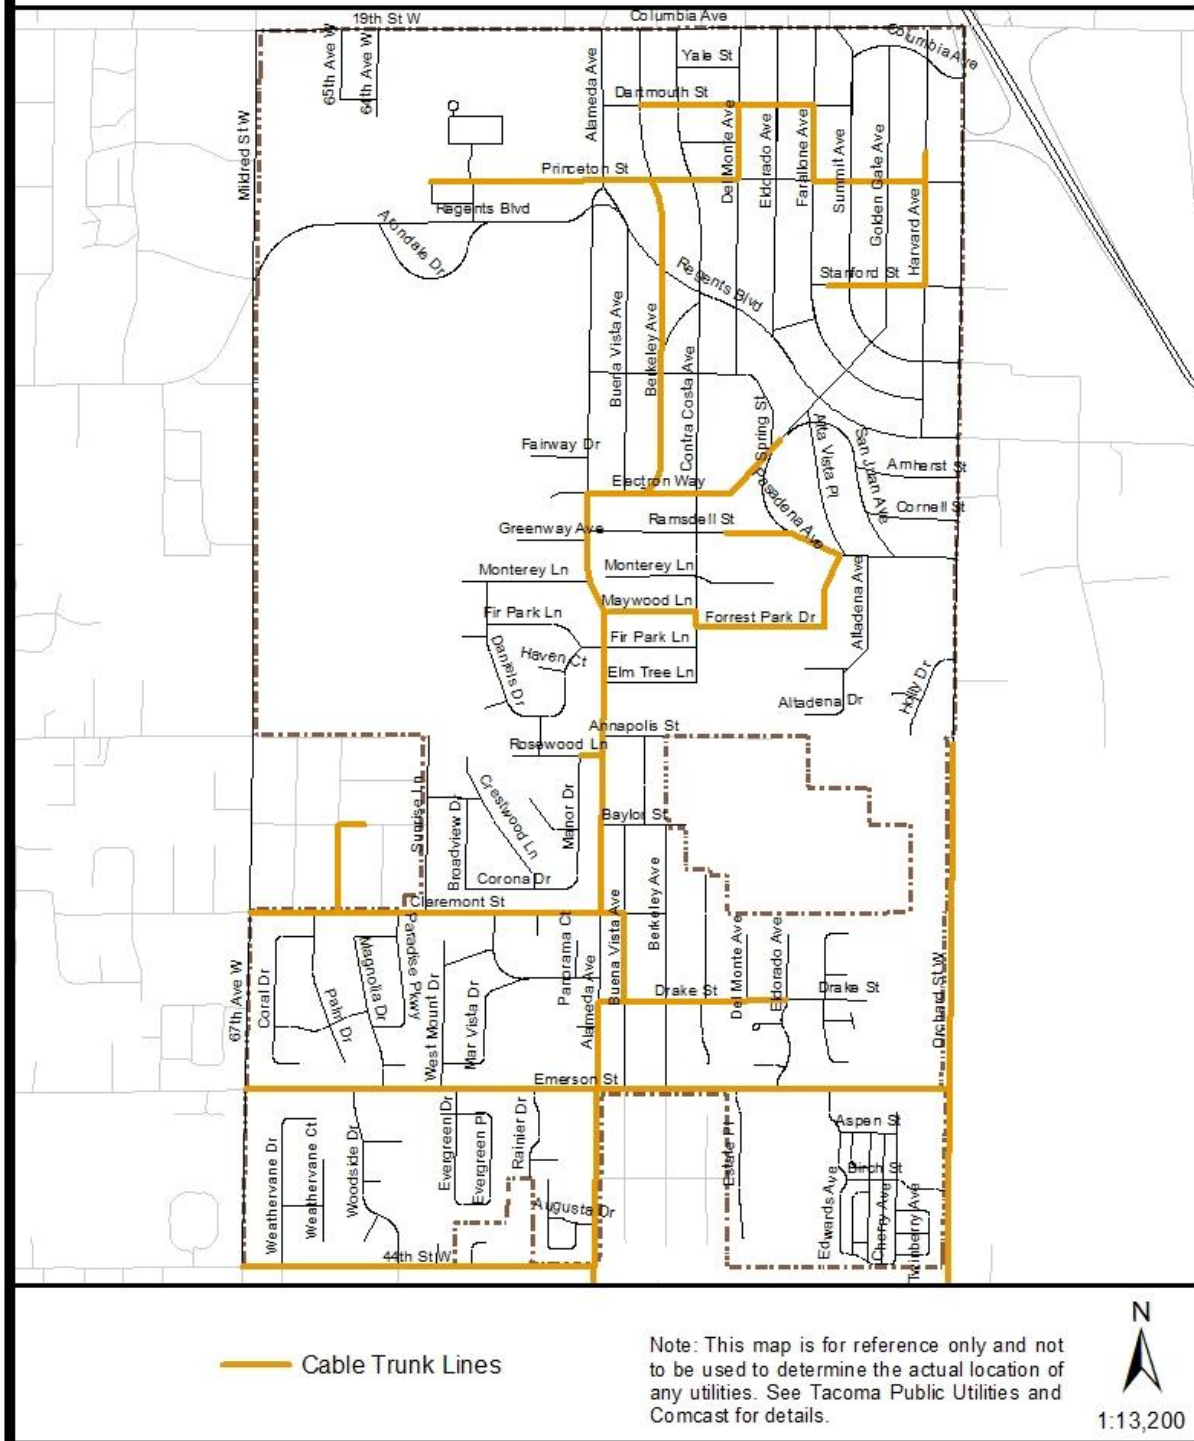 19th St W
Columbia Ave
65th Ave W
64th Ave W
Columbia Ave
Alameda Ave
Yale St
Dartmouth St
Mildred St W
Del Monte Ave
Eldorado Ave
Farallone Ave
Summit Ave
Golden Gate Ave
Harvard Ave
Princeton St
Regents Blvd
Arondale Dr
Regents Blvd
Stanford St
Buena Vista Ave
Berkeley Ave
Contra Costa Ave
Spring St
Alta Vista Pl
San Juan Ave
Fairway Dr
Amherst St
Electron Way
Pasadena Ave
Cornell St
Greenway Ave
Ramsdell St
Monterey Ln
Monterey Ln
Maywood Ln
Forrest Park Dr
Altadena Ave
Fir Park Ln
Fir Park Ln
Daniels Dr
Haven Ct
Elm Tree Ln
Altadena Dr
Holly Dr
Annapolis St
Rosewood Ln
Sunrise Ln
Broadview Dr
Crestwood Ln
Manor Dr
Baylor St
Corona Dr
Claremont St
Buena Vista Ave
Berkeley Ave
67th Ave W
Coral Dr
Palm Dr
Magnolia Dr
Paradise Pkwy
West Mount Dr
Mar Vista Dr
Panorama Ct
Alameda Ave
Drake St
Del Monte Ave
Eldorado Ave
Drake St
Orchard St W
Emerson St
Weathervane Dr
Weathervane Ct
Woodside Dr
Evergreen Dr
Evergreen Pl
Rainier Dr
Augusta Dr
Estate Pl
Aspen St
Birch St
Edwards Ave
Cherry Ave
Twinberry Ave
44th St W
Cable Trunk Lines
Note: This map is for reference only and not
to be used to determine the actual location of
any utilities. See Tacoma Public Utilities and
Comcast for details.
N
1:13,200